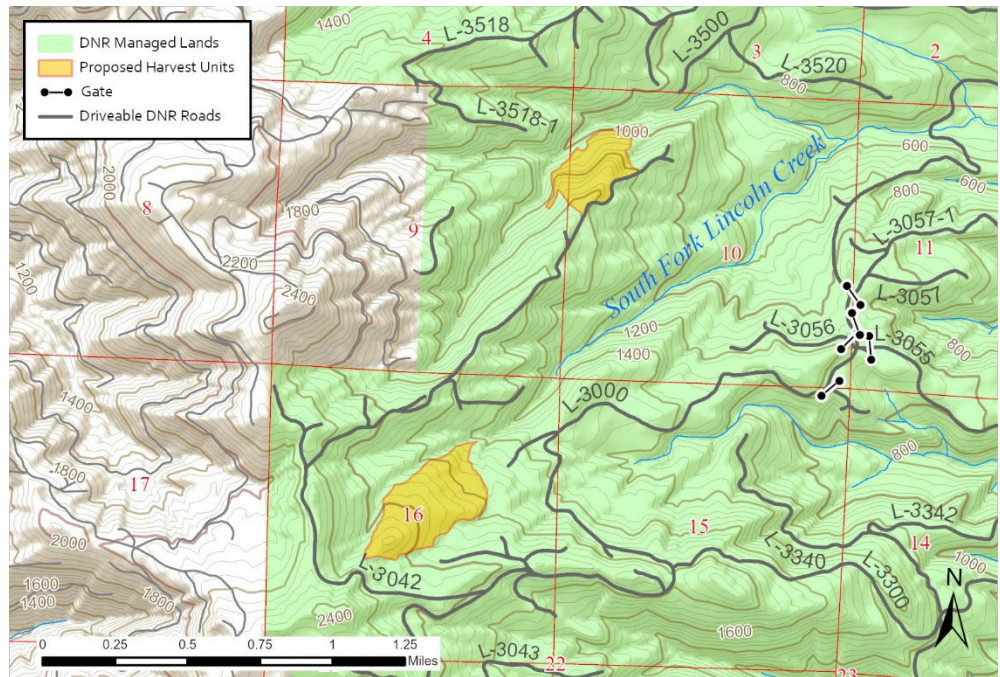 DNR Managed Lands
Proposed Harvest Units
Gate
Driveable DNR Roads
1400
4
L-3518
L-3500
3
L-3520
800
2
L-3518-1
1000
600
2000
8
1800
9
2200
2400
1200
South Fork Lincoln Creek
10
800
600
L-3057-1
11
L-3057
L-3056
L-3055
1200
1400
1400
800
L-3000
1400
1800
17
16
800
15
L-3342
14
2000
L-3042
L-3340
L-3300
1000
N
1600
1400
1800
2400
1600
0 0.25 0.5 0.75 1 1.25
Miles
L-3043
22
23